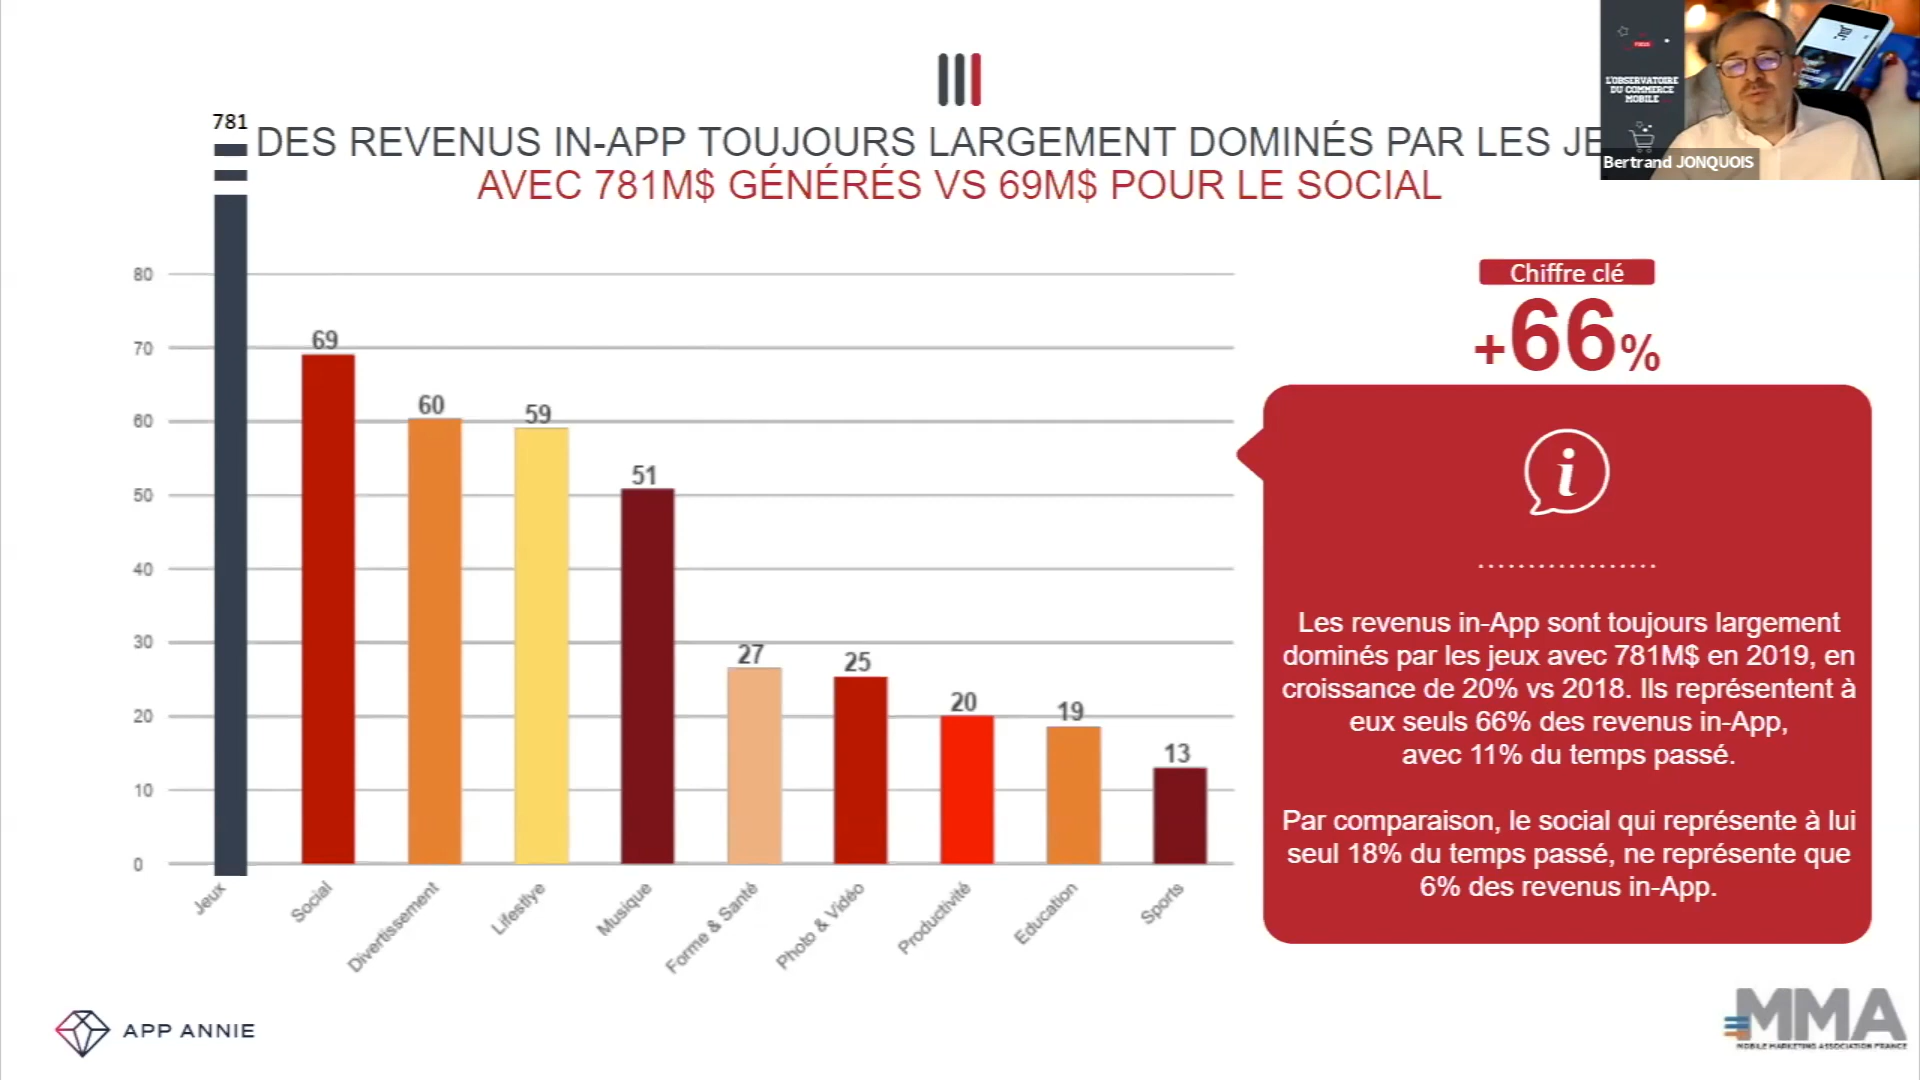 781
DES REVENUS IN-APP TOUJOURS LARGEMENT DOMINÉS PAR LES JE
AVEC 781M$ GÉNÉRÉS VS 69M$ POUR LE SOCIAL
FOCUS
L'OBSERVATOIRE
DU COMMERCE
MOBILE
Bertrand JONQUOIS
80
70
60
50
40
30
20
10
0
69
60
59
51
27
25
20
19
13
Jeux
Social
Divertissement
Lifestlye
Musique
Forme & Santé
Photo & Vidéo
Productivité
Education
Sports
Chiffre clé
+66%
i
Les revenus in-App sont toujours largement
dominés par les jeux avec 781M$ en 2019, en
croissance de 20% vs 2018. Ils représentent à
eux seuls 66% des revenus in-App,
avec 11% du temps passé.
Par comparaison, le social qui représente à lui
seul 18% du temps passé, ne représente que
6% des revenus in-App.
APP ANNIE
MMA
MOBILE MARKETING ASSOCIATION FRANCE